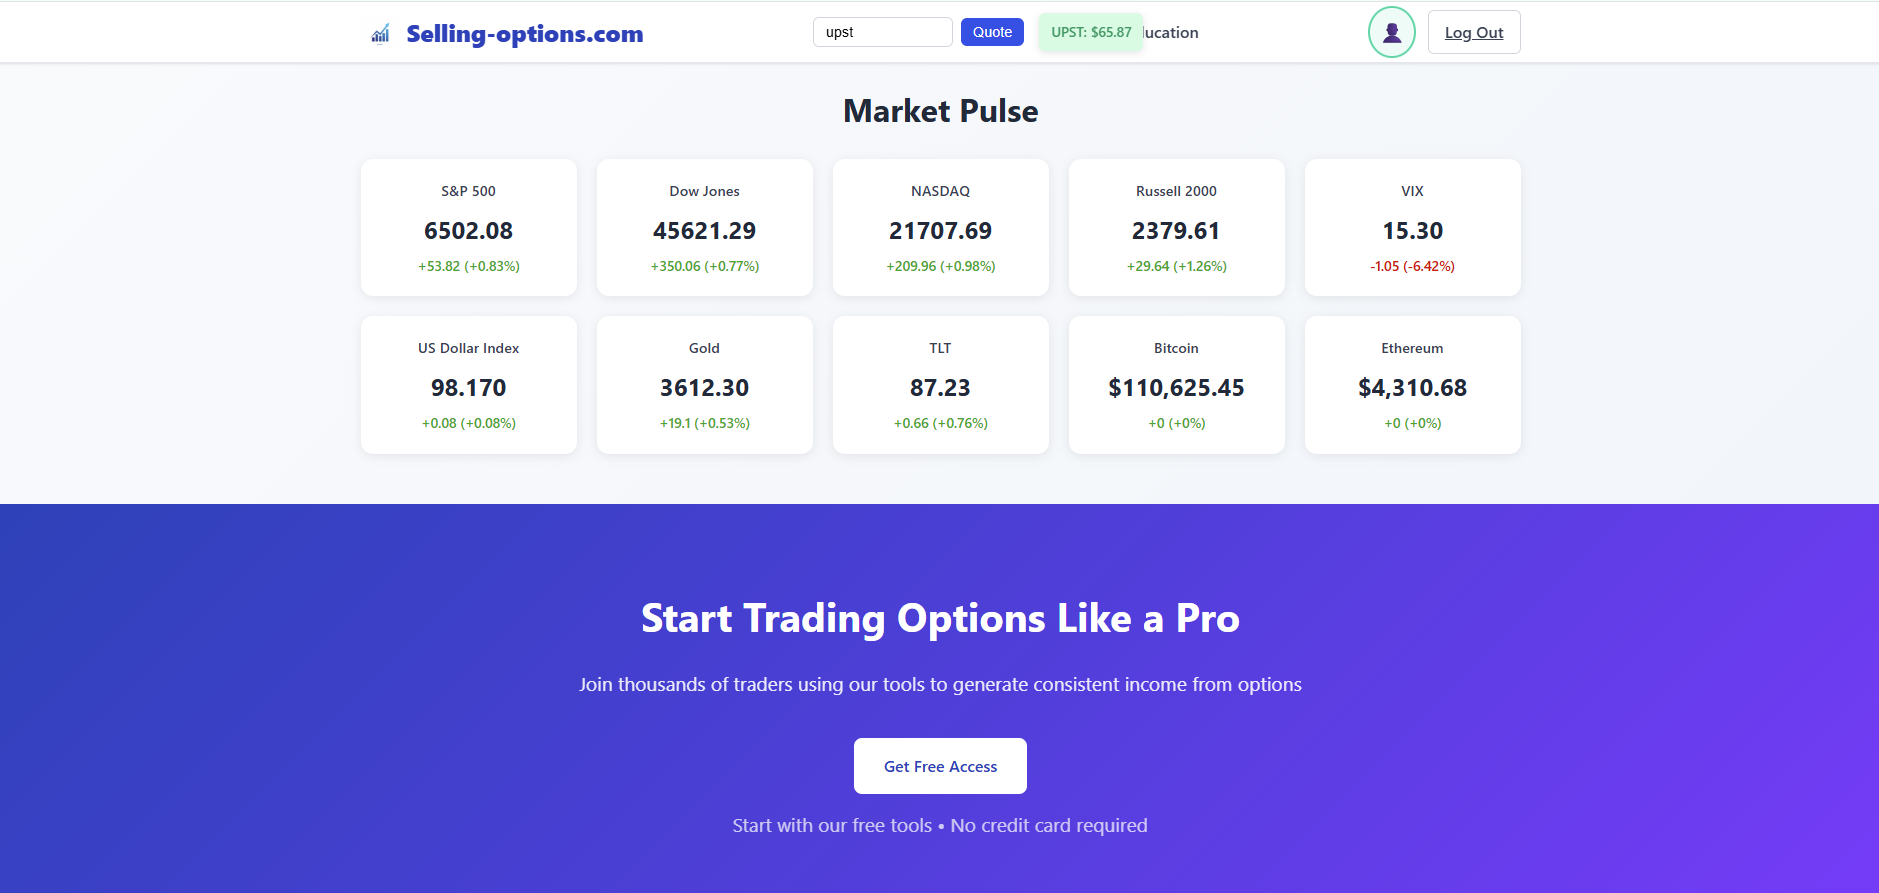 Selling-options.com
upst
Quote
UPST: $65.87
Log Out
Market Pulse
S&P 500
6502.08
+53.82 (+0.83%)
Dow Jones
45621.29
+350.06 (+0.77%)
NASDAQ
21707.69
+209.96 (+0.98%)
Russell 2000
2379.61
+29.64 (+1.26%)
VIX
15.30
-1.05 (-6.42%)
US Dollar Index
98.170
+0.08 (+0.08%)
Gold
3612.30
+19.1 (+0.53%)
TLT
87.23
+0.66 (+0.76%)
Bitcoin
$110,625.45
+0 (+0%)
Ethereum
$4,310.68
+0 (+0%)
Start Trading Options Like a Pro
Join thousands of traders using our tools to generate consistent income from options
Get Free Access
Start with our free tools • No credit card required